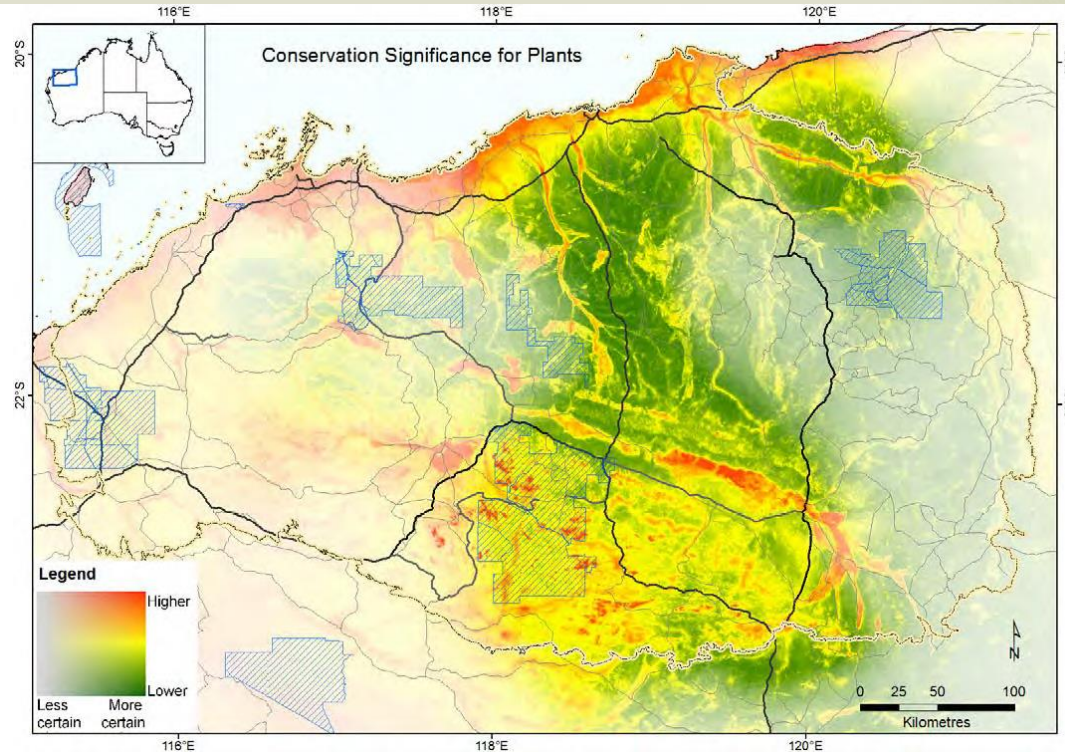 116°E
118°E
120°E
20°S
Conservation Significance for Plants
22°S
Legend
Higher
Lower
Less
certain
More
certain
N
0 25 50 100
Kilometres
116°E
118°E
120°E